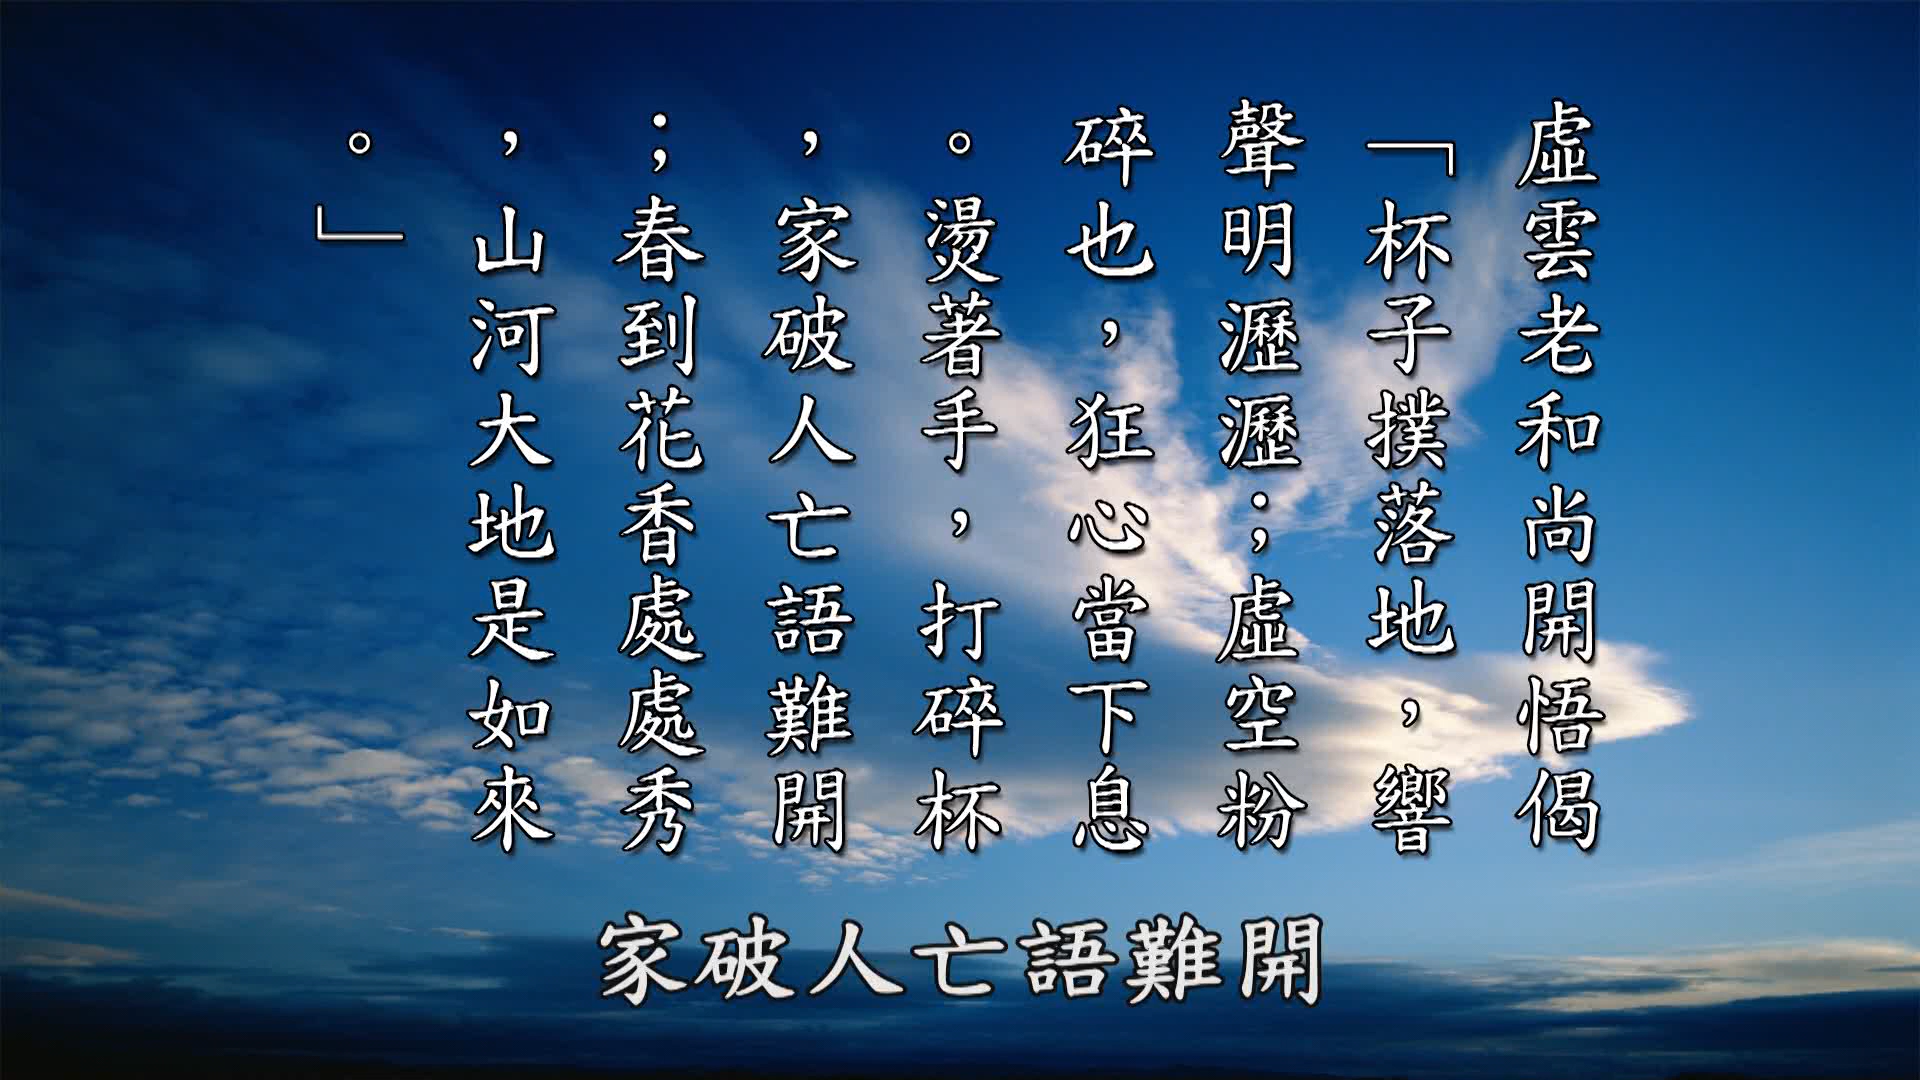 虛雲老和尚開悟偈
「杯子撲落地，響
聲明瀝瀝；虛空粉
碎也，狂心當下息
。燙著手，打碎杯
，家破人亡語難開
；春到花香處處秀
，山河大地是如來
。」
家破人亡語難開